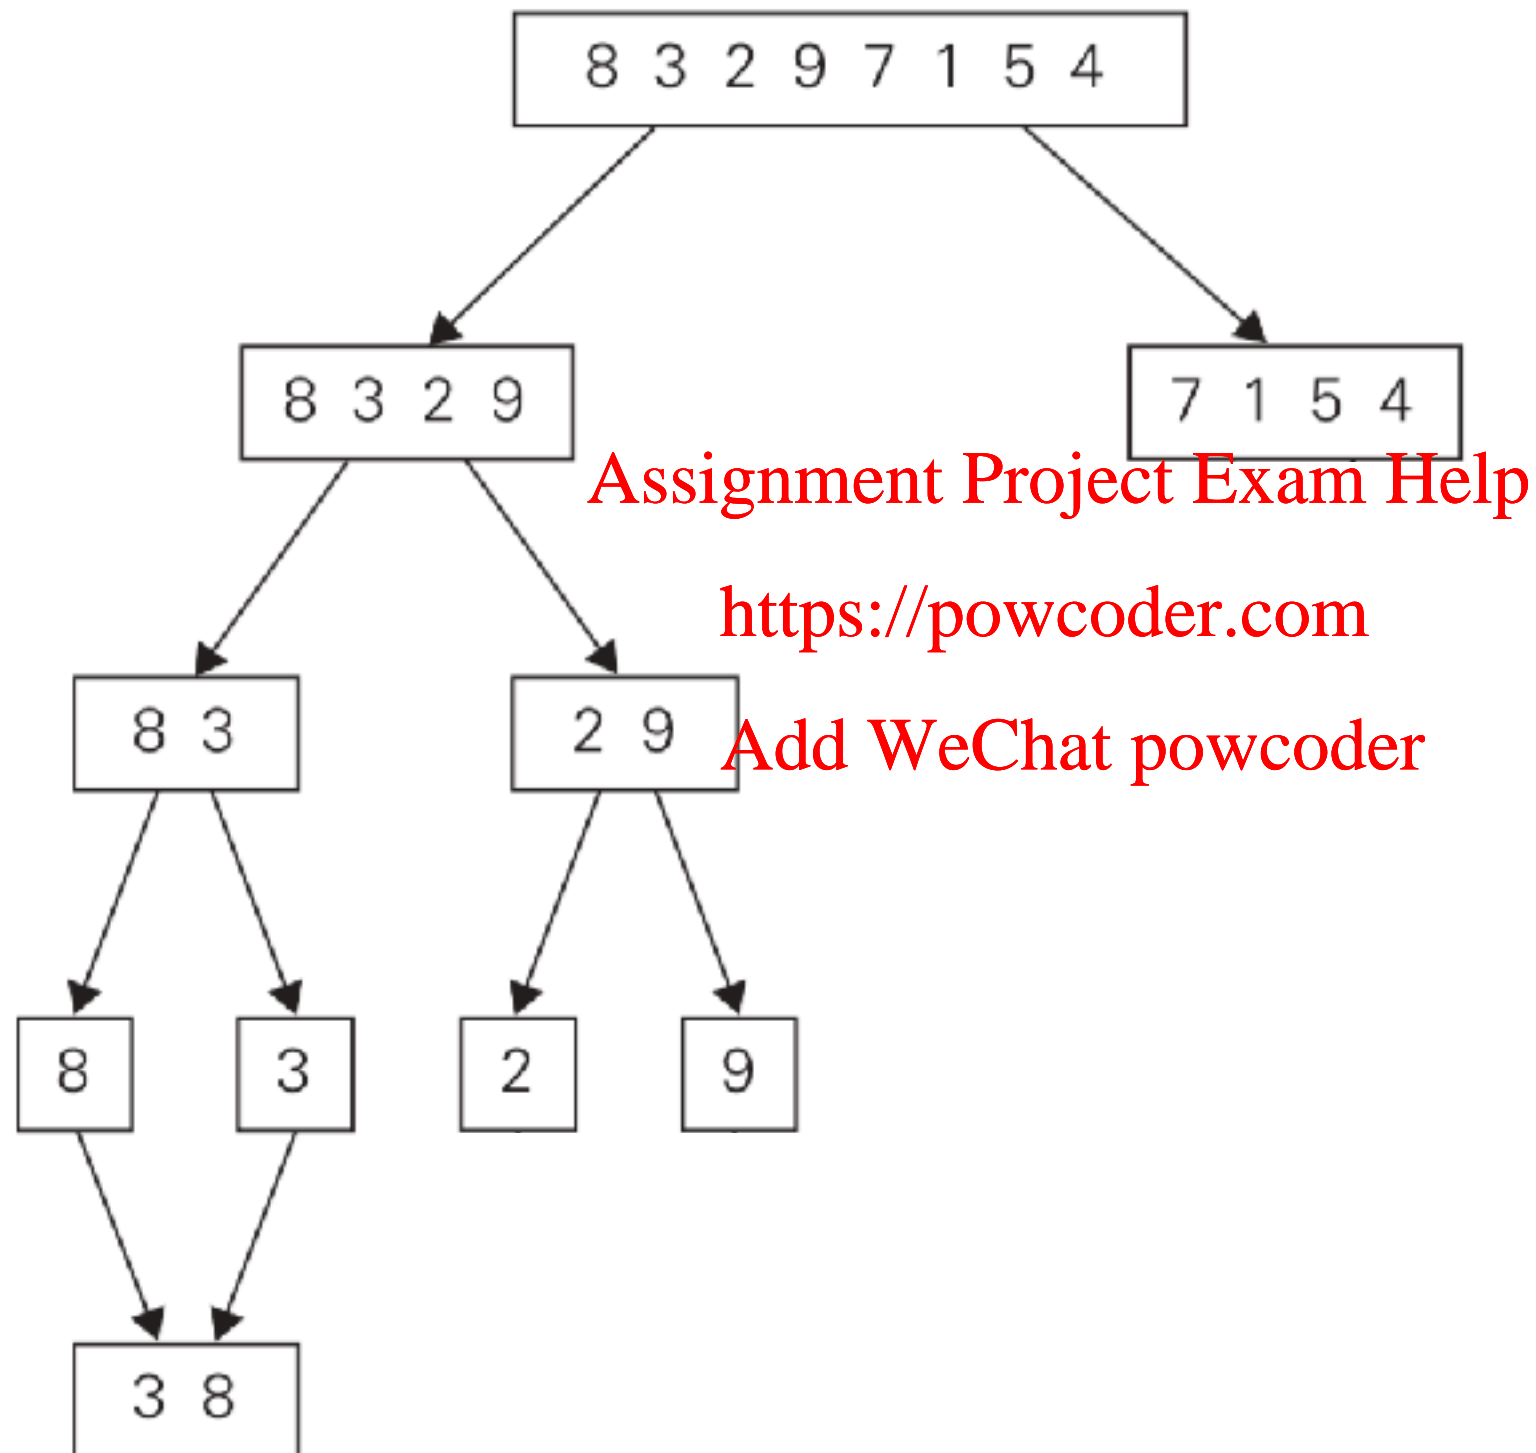 8 3 2 9 7 1 5 4
8 3 2 9
7 1 5 4
Assignment Project Exam Help
https://powcoder.com
8 3
2 9
Add WeChat powcoder
8
3
2
9
3 8